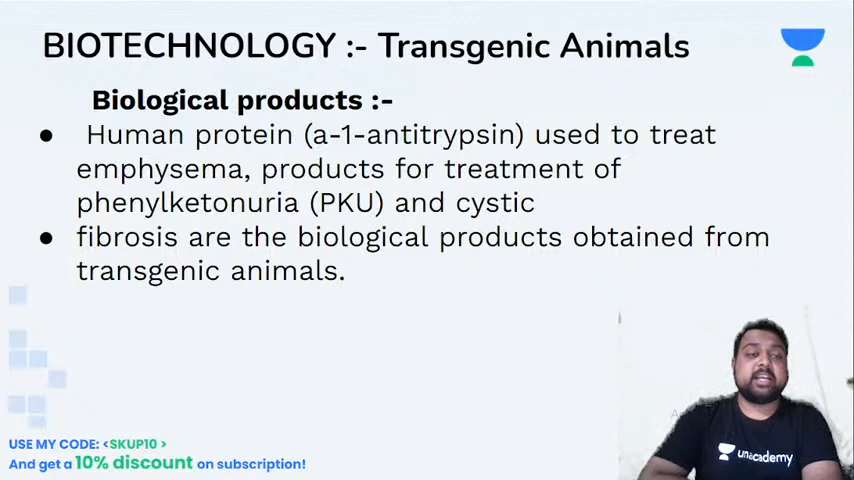 BIOTECHNOLOGY :- Transgenic Animals
Biological products :-
● Human protein (a-1-antitrypsin) used to treat
emphysema, products for treatment of
phenylketonuria (PKU) and cystic
● fibrosis are the biological products obtained from
transgenic animals.
USE MY CODE: <SKUP10 >
And get a 10% discount on subscription!
unacademy